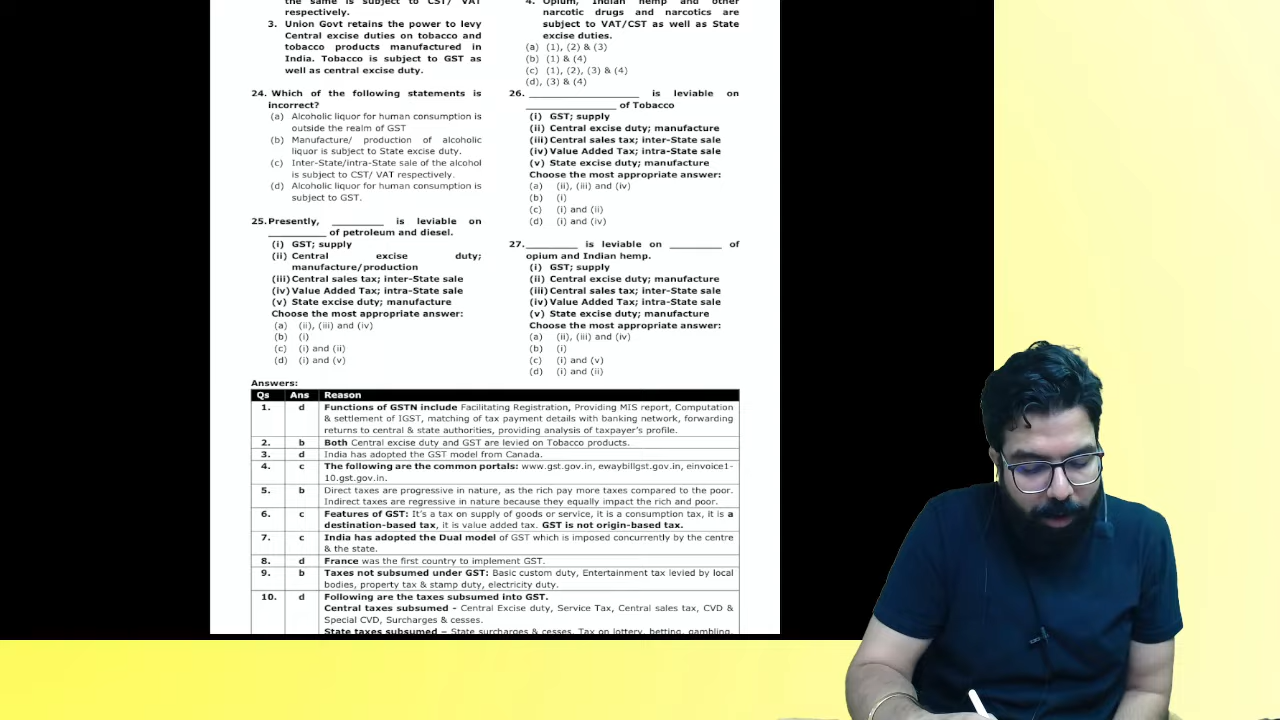 the same is subject to CST/ VAT
respectively.
3. Union Govt retains the power to levy
Central excise duties on tobacco and
tobacco products manufactured in
India. Tobacco is subject to GST as
well as central excise duty.
24. Which of the following statements is
incorrect?
(a) Alcoholic liquor for human consumption is
outside the realm of GST
(b) Manufacture/ production of alcoholic
liquor is subject to State excise duty.
(c) Inter-State/intra-State sale of the alcohol
is subject to CST/ VAT respectively.
(d) Alcoholic liquor for human consumption is
subject to GST.
25. Presently, _________ is leviable on
__________ of petroleum and diesel.
(i) GST; supply
(ii) Central excise duty;
manufacture/production
(iii) Central sales tax; inter-State sale
(iv) Value Added Tax; intra-State sale
(v) State excise duty; manufacture
Choose the most appropriate answer:
(a) (ii), (iii) and (iv)
(b) (i)
(c) (i) and (ii)
(d) (i) and (v)
4. Opium, Indian hemp and other
narcotic drugs and narcotics are
subject to VAT/CST as well as State
excise duties.
(a) (1), (2) & (3)
(b) (1) & (4)
(c) (1), (2), (3) & (4)
(d), (3) & (4)
26. ___________________ is leviable on
________________ of Tobacco
(i) GST; supply
(ii) Central excise duty; manufacture
(iii) Central sales tax; inter-State sale
(iv) Value Added Tax; intra-State sale
(v) State excise duty; manufacture
Choose the most appropriate answer:
(a) (ii), (iii) and (iv)
(b) (i)
(c) (i) and (ii)
(d) (i) and (iv)
27. _________ is leviable on _________ of
opium and Indian hemp.
(i) GST; supply
(ii) Central excise duty; manufacture
(iii) Central sales tax; inter-State sale
(iv) Value Added Tax; intra-State sale
(v) State excise duty; manufacture
Choose the most appropriate answer:
(a) (ii), (iii) and (iv)
(b) (i)
(c) (i) and (v)
(d) (i) and (ii)
Answers:
Qs Ans Reason
1. d Functions of GSTN include Facilitating Registration, Providing MIS report, Computation
& settlement of IGST, matching of tax payment details with banking network, forwarding
returns to central & state authorities, providing analysis of taxpayer's profile.
2. b Both Central excise duty and GST are levied on Tobacco products.
3. d India has adopted the GST model from Canada.
4. c The following are the common portals: www.gst.gov.in, ewaybillgst.gov.in, einvoice1-
10.gst.gov.in.
5. b Direct taxes are progressive in nature, as the rich pay more taxes compared to the poor.
Indirect taxes are regressive in nature because they equally impact the rich and poor.
6. c Features of GST: It's a tax on supply of goods or service, it is a consumption tax, it is a
destination-based tax, it is value added tax. GST is not origin-based tax.
7. c India has adopted the Dual model of GST which is imposed concurrently by the centre
& the state.
8. d France was the first country to implement GST.
9. b Taxes not subsumed under GST: Basic custom duty, Entertainment tax levied by local
bodies, property tax & stamp duty, electricity duty.
10. d Following are the taxes subsumed into GST.
Central taxes subsumed - Central Excise duty, Service Tax, Central sales tax, CVD &
Special CVD, Surcharges & cesses.
State taxes subsumed – State surcharges & cesses, Tax on lottery, betting, gambling,